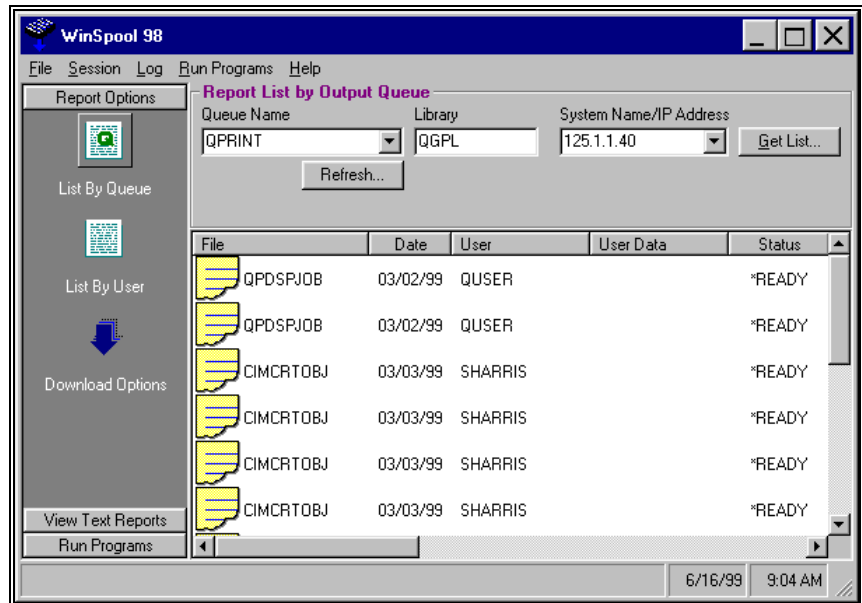 WinSpool 98
File Session Log Run Programs Help
Report Options
List By Queue
List By User
Download Options
View Text Reports
Run Programs
Report List by Output Queue
Queue Name Library System Name/IP Address
QPRINT QGPL 125.1.1.40 Get List...
Refresh...
File Date User User Data Status
QPDSPJOB 03/02/99 QUSER *READY
QPDSPJOB 03/02/99 QUSER *READY
CIMCRTOBJ 03/03/99 SHARRIS *READY
CIMCRTOBJ 03/03/99 SHARRIS *READY
CIMCRTOBJ 03/03/99 SHARRIS *READY
CIMCRTOBJ 03/03/99 SHARRIS *READY
6/16/99 9:04 AM